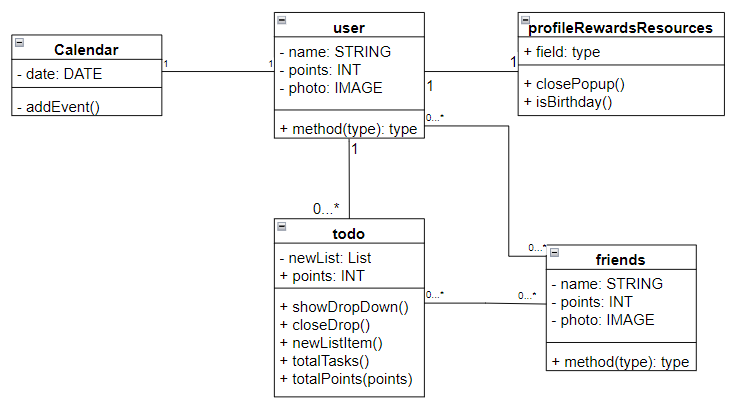 Calendar
- date: DATE
- addEvent()
1
1
user
- name: STRING
- points: INT
- photo: IMAGE
+ method(type): type
1
1
profileRewardsResources
+ field: type
+ closePopup()
+ isBirthday()
0...*
1
0...*
0...*
todo
- newList: List
+ points: INT
+ showDropDown()
+ closeDrop()
+ newListItem()
+ totalTasks()
+ totalPoints(points)
0...*
0...*
friends
- name: STRING
- points: INT
- photo: IMAGE
+ method(type): type